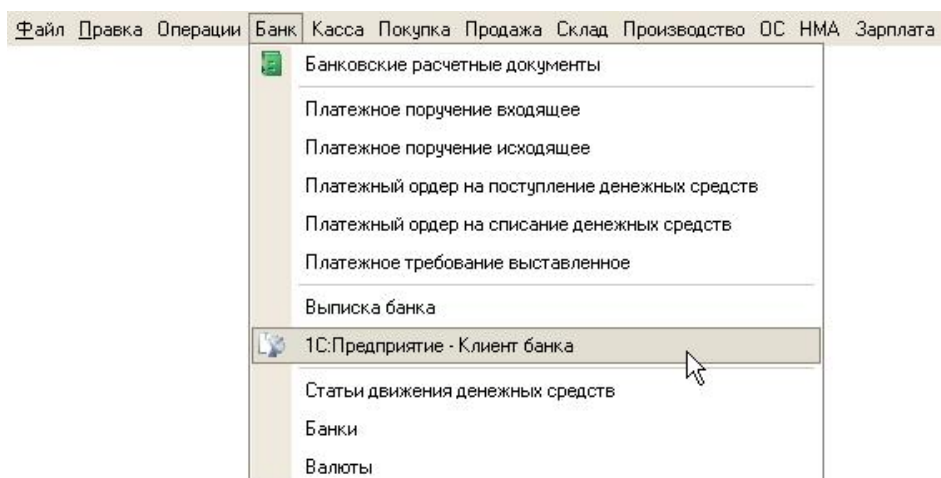 Файл Правка Операции Банк Касса Покупка Продажа Склад Производство ОС НМА Зарплата
Банковские расчетные документы
Платежное поручение входящее
Платежное поручение исходящее
Платежный ордер на поступление денежных средств
Платежный ордер на списание денежных средств
Платежное требование выставленное
Выписка банка
1С:Предприятие - Клиент банка
Статьи движения денежных средств
Банки
Валюты